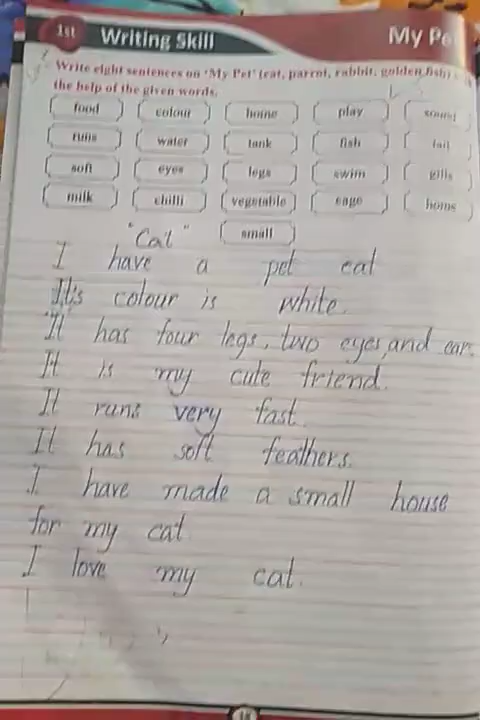 1st Writing Skill My Pe
Write eight sentences on 'My Pet' (cat, parrot, rabbit, golden fish)
the help of the given words.
food colour home play sound
runs water tank fish tail
soft eyes legs swim gills
milk chilli vegetable cage home
small
"Cat"
I have a pet cat
It's colour is white.
It has four legs, two eyes, and ear.
It is my cute friend.
It runs very fast.
It has soft feathers.
I have made a small house
for my cat
I love my cat.